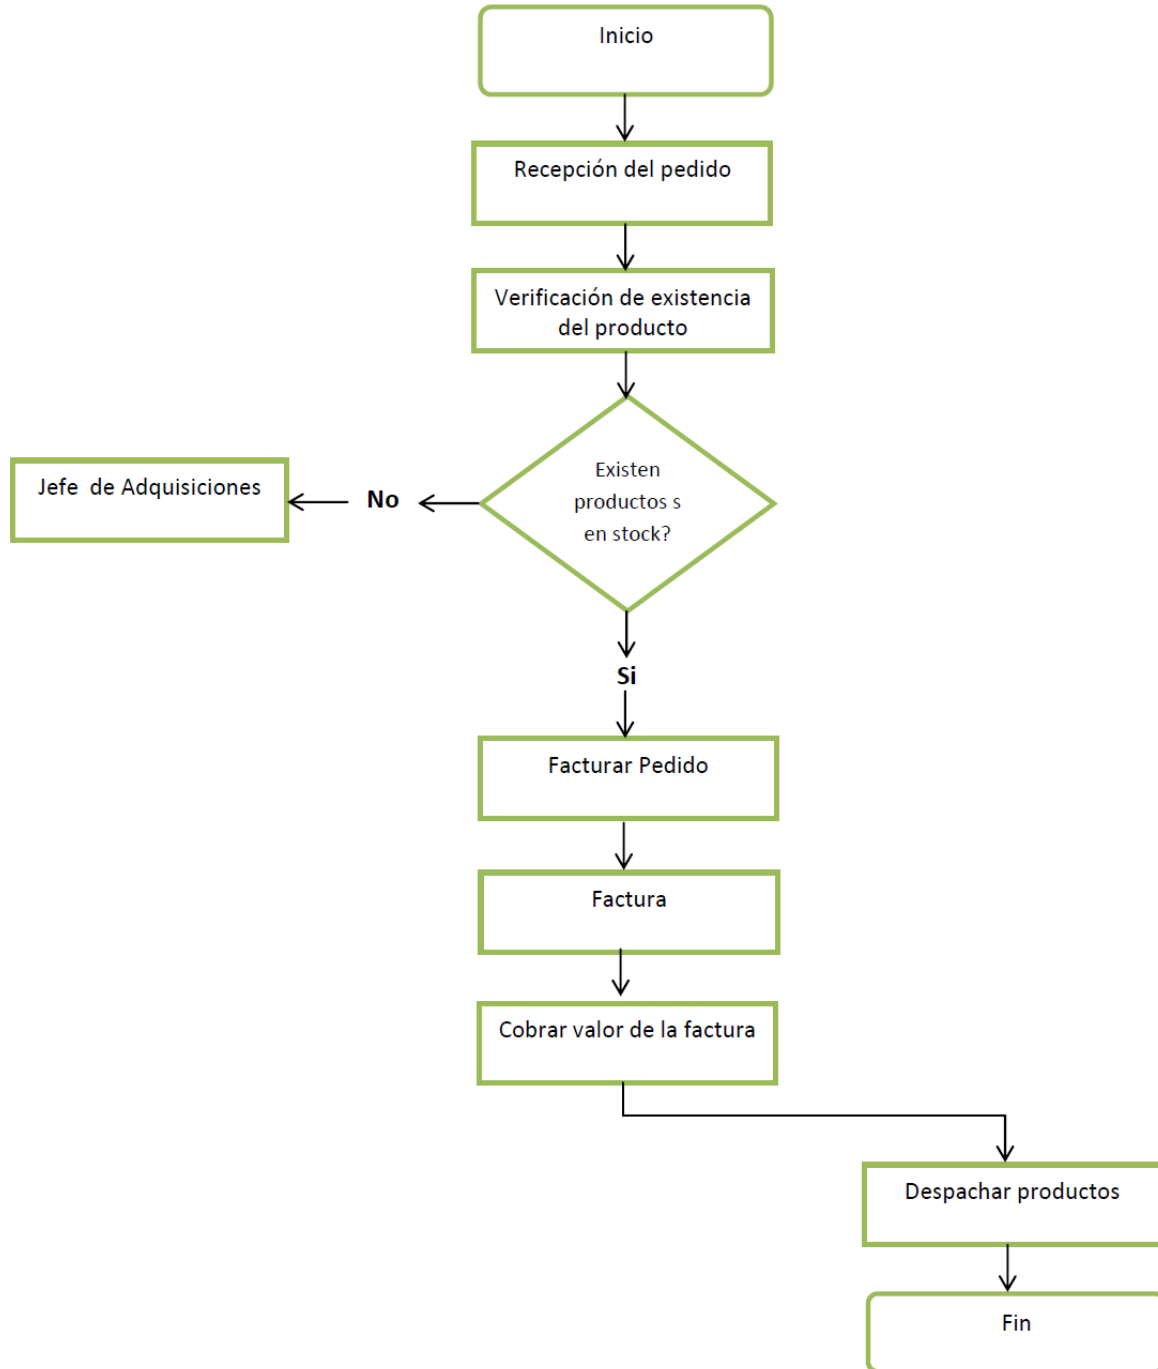 Inicio
Recepción del pedido
Verificación de existencia
del producto
Existen
productos s
en stock?
Jefe de Adquisiciones
No
Si
Facturar Pedido
Factura
Cobrar valor de la factura
Despachar productos
Fin